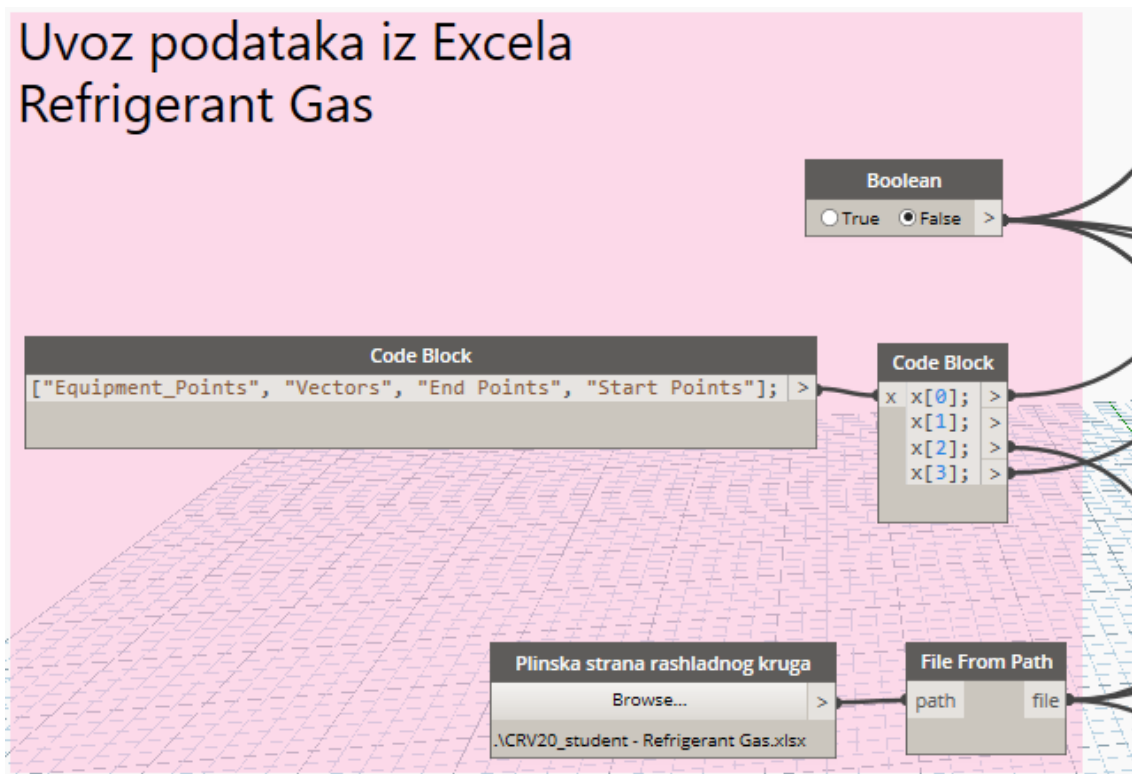 Uvoz podataka iz Excela
Refrigerant Gas
Boolean
True False >
Code Block
["Equipment_Points", "Vectors", "End Points", "Start Points"]; >
Code Block
x x[0]; >
x[1]; >
x[2]; >
x[3]; >
Plinska strana rashladnog kruga
Browse... >
.\CRV20_student - Refrigerant Gas.xlsx
File From Path
path file